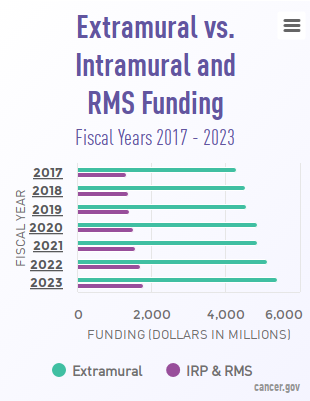 Extramural vs.
Intramural and
RMS Funding
Fiscal Years 2017 - 2023
FISCAL YEAR
2017
2018
2019
2020
2021
2022
2023
0 2,000 4,000 6,000
FUNDING (DOLLARS IN MILLIONS)
Extramural IRP & RMS
cancer.gov